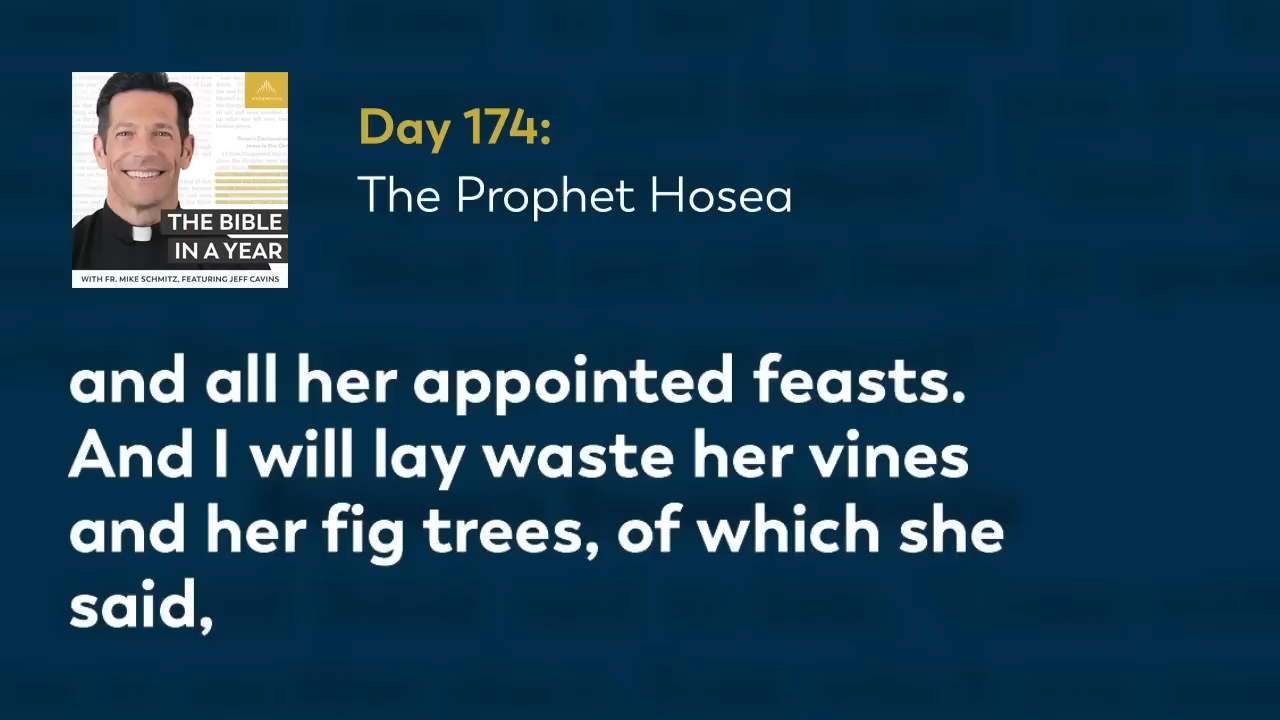 THE BIBLE
IN A YEAR
WITH FR. MIKE SCHMITZ, FEATURING JEFF CAVINS
Day 174:
The Prophet Hosea
and all her appointed feasts.
And I will lay waste her vines
and her fig trees, of which she
said,